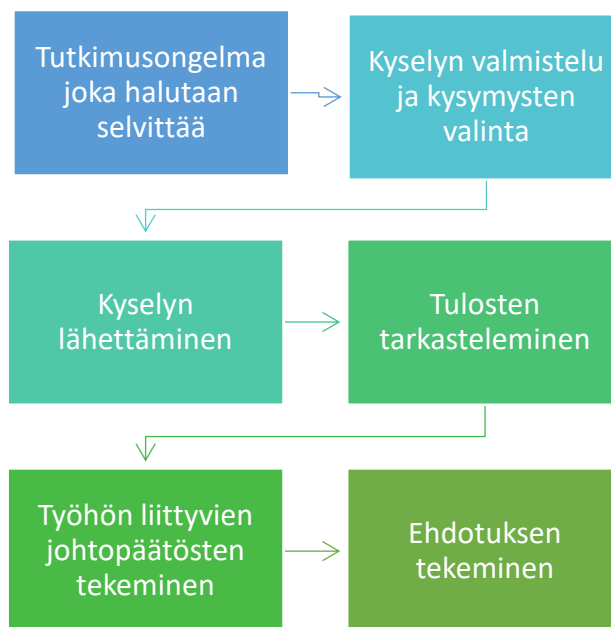 Tutkimusongelma
joka halutaan
selvittää
Kyselyn valmistelu
ja kysymysten
valinta
Kyselyn
lähettäminen
Tulosten
tarkasteleminen
Työhön liittyvien
johtopäätösten
tekeminen
Ehdotuksen
tekeminen